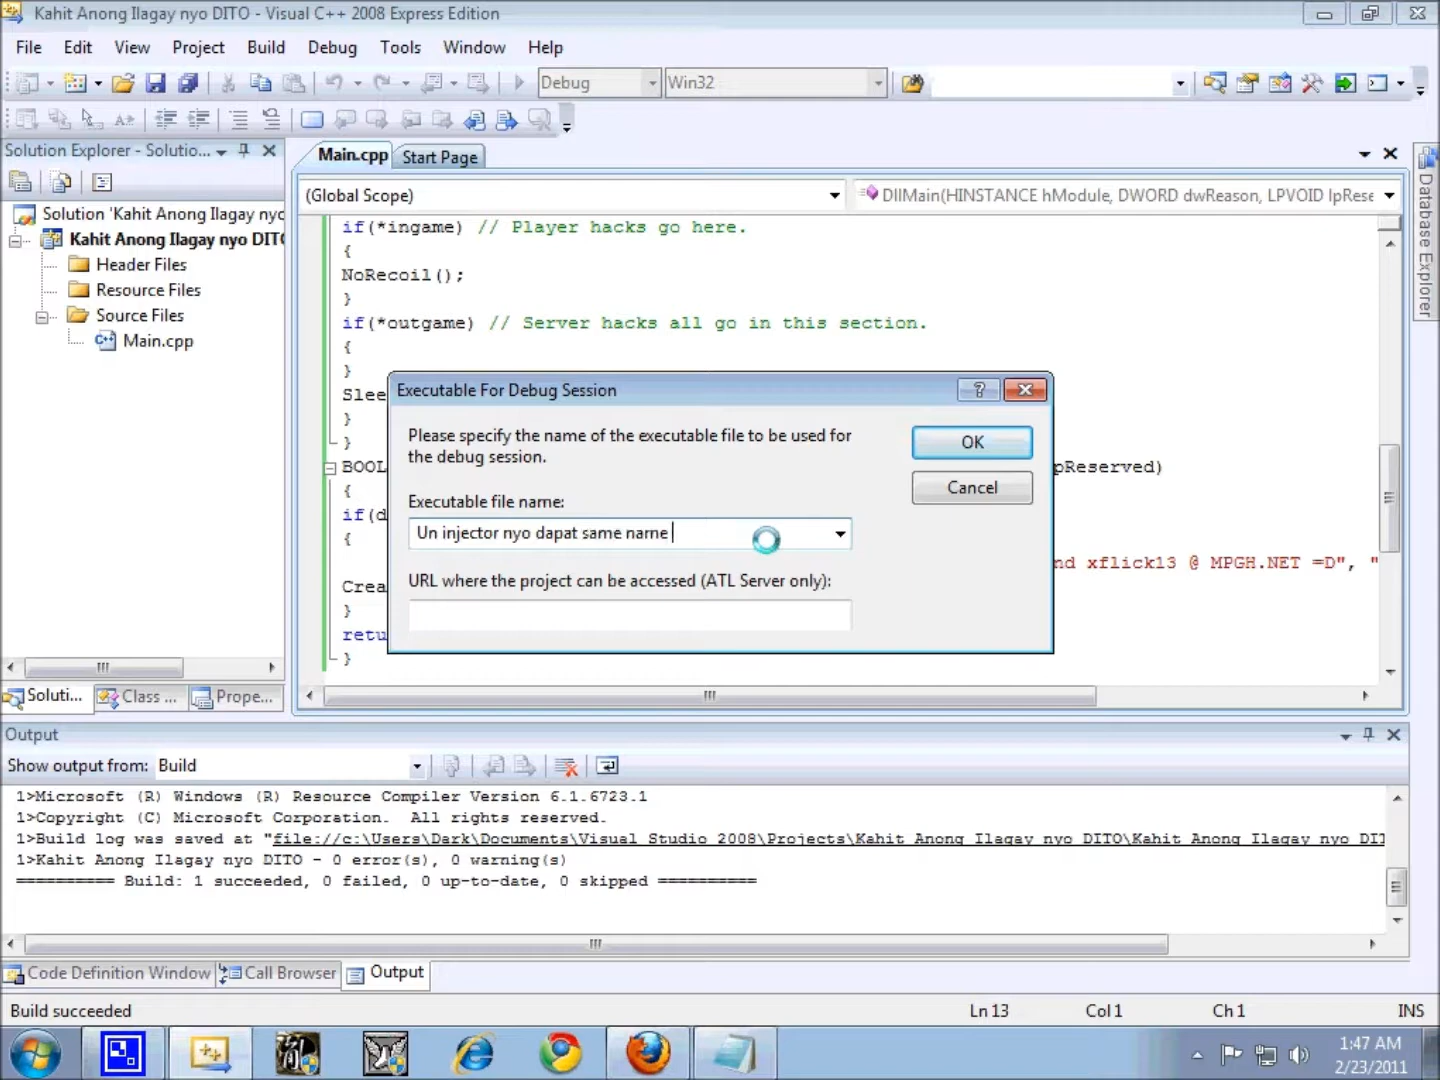 Kahit Anong Ilagay nyo DITO - Visual C++ 2008 Express Edition
File Edit View Project Build Debug Tools Window Help
Debug Win32
Solution Explorer - Solutio...
Main.cpp Start Page
(Global Scope) DllMain(HINSTANCE hModule, DWORD dwReason, LPVOID lpRese
Solution 'Kahit Anong Ilagay nyo
Kahit Anong Ilagay nyo DIT
Header Files
Resource Files
Source Files
Main.cpp
if(*ingame) // Player hacks go here.
{
NoRecoil();
}
if(*outgame) // Server hacks all go in this section.
{
}
Slee
}
}
BOOL pReserved)
{
if(d
{
nd xflick13 @ MPGH.NET =D", "
Crea
}
retu
}
Executable For Debug Session
Please specify the name of the executable file to be used for
the debug session.
OK
Cancel
Executable file name:
Un injector nyo dapat same name
URL where the project can be accessed (ATL Server only):
Database Explorer
Soluti... Class ... Prope...
Output
Show output from: Build
1>Microsoft (R) Windows (R) Resource Compiler Version 6.1.6723.1
1>Copyright (C) Microsoft Corporation. All rights reserved.
1>Build log was saved at "file://c:\Users\Dark\Documents\Visual Studio 2008\Projects\Kahit Anong Ilagay nyo DITO\Kahit Anong Ilagay nyo DIT
1>Kahit Anong Ilagay nyo DITO - 0 error(s), 0 warning(s)
========== Build: 1 succeeded, 0 failed, 0 up-to-date, 0 skipped ==========
Code Definition Window Call Browser Output
Build succeeded Ln 13 Col 1 Ch 1 INS
1:47 AM
2/23/2011